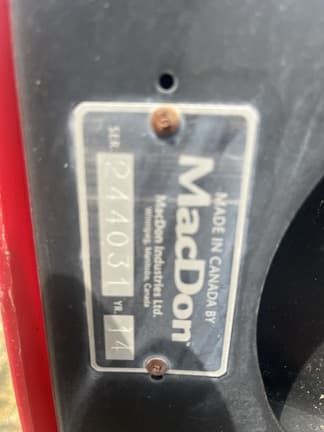 MADE IN CANADA BY
MacDon
MacDon Industries Ltd.
Winnipeg, Manitoba, Canada
SER. 244031 YR. 14